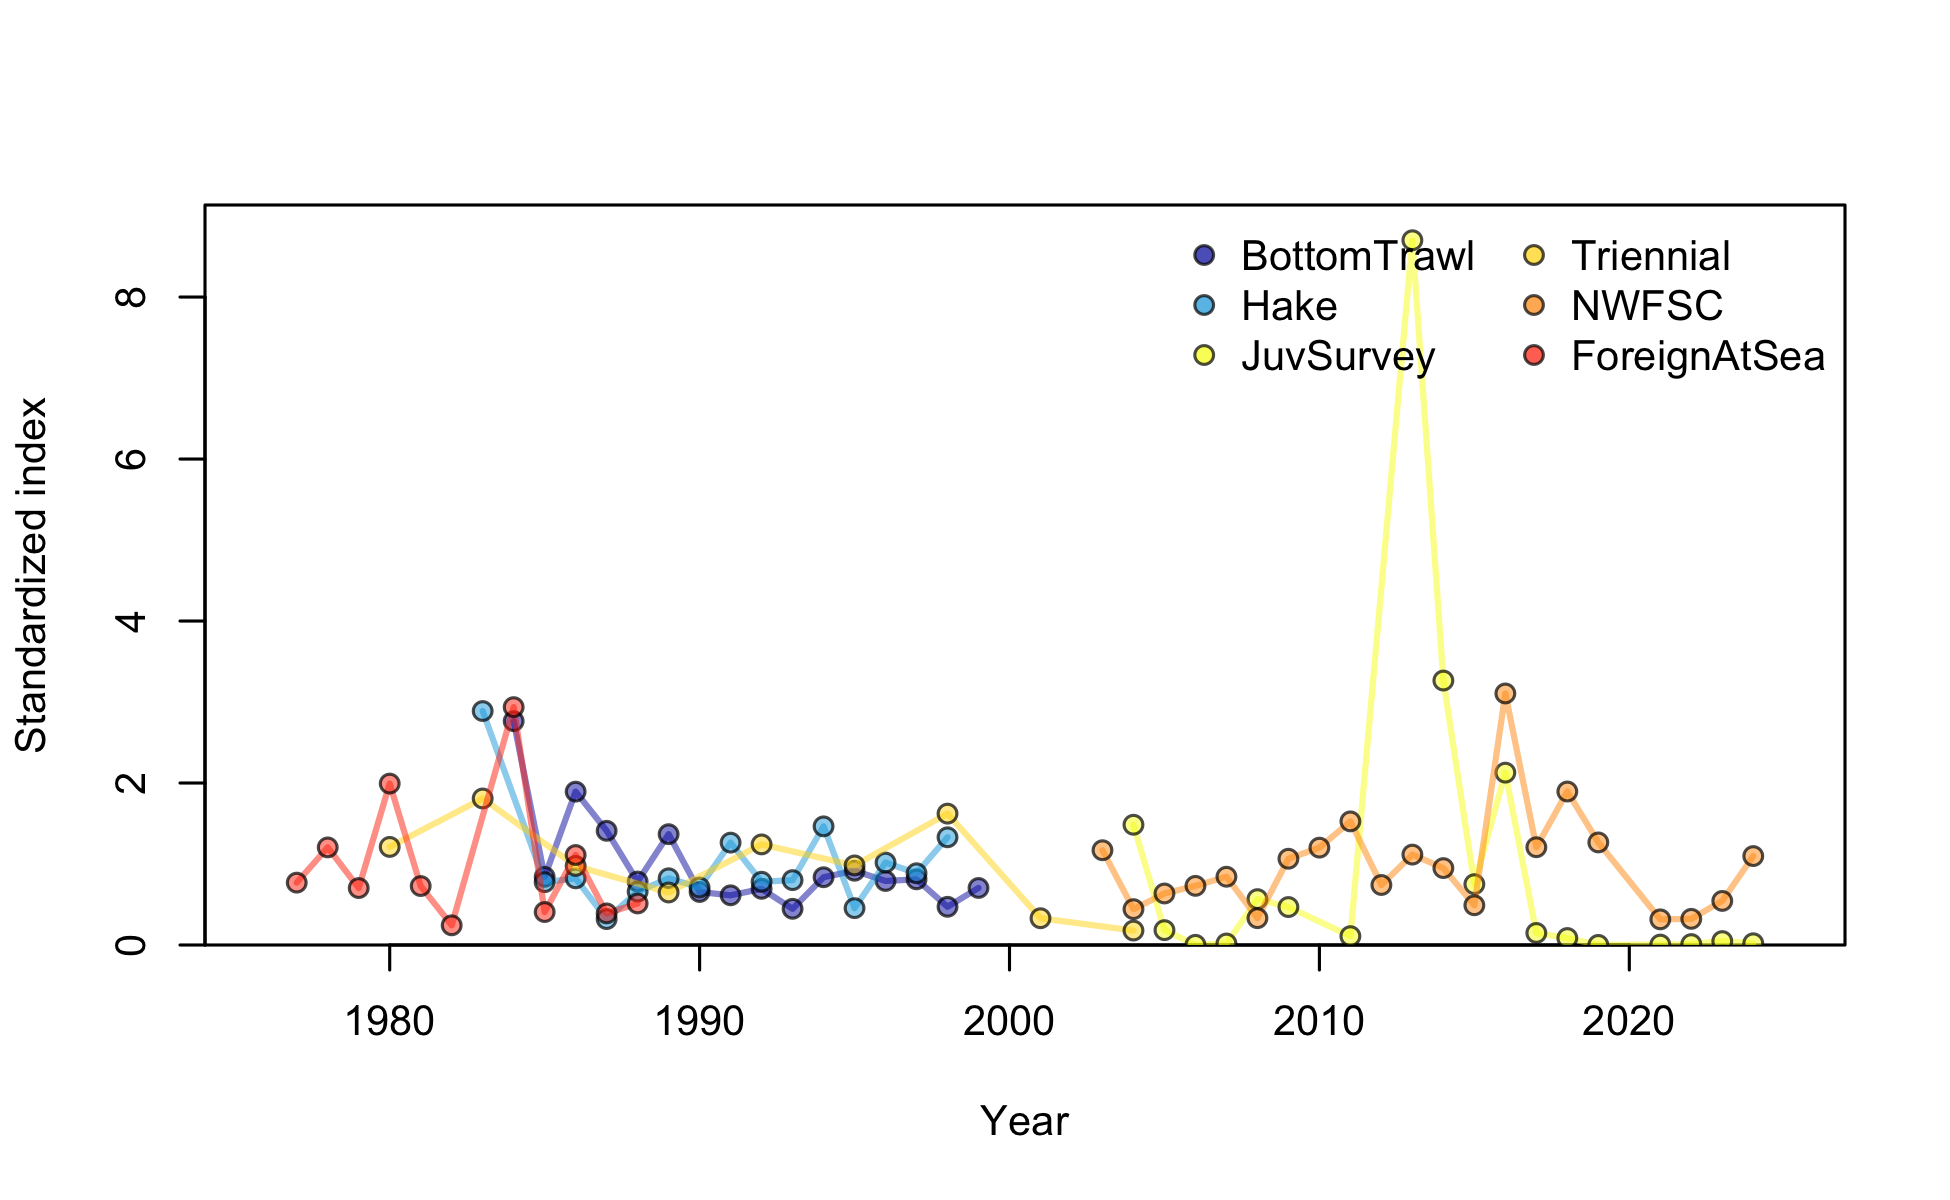 BottomTrawl
Hake
JuvSurvey
Triennial
NWFSC
ForeignAtSea
Standardized index
8
6
4
2
0
1980 1990 2000 2010 2020
Year